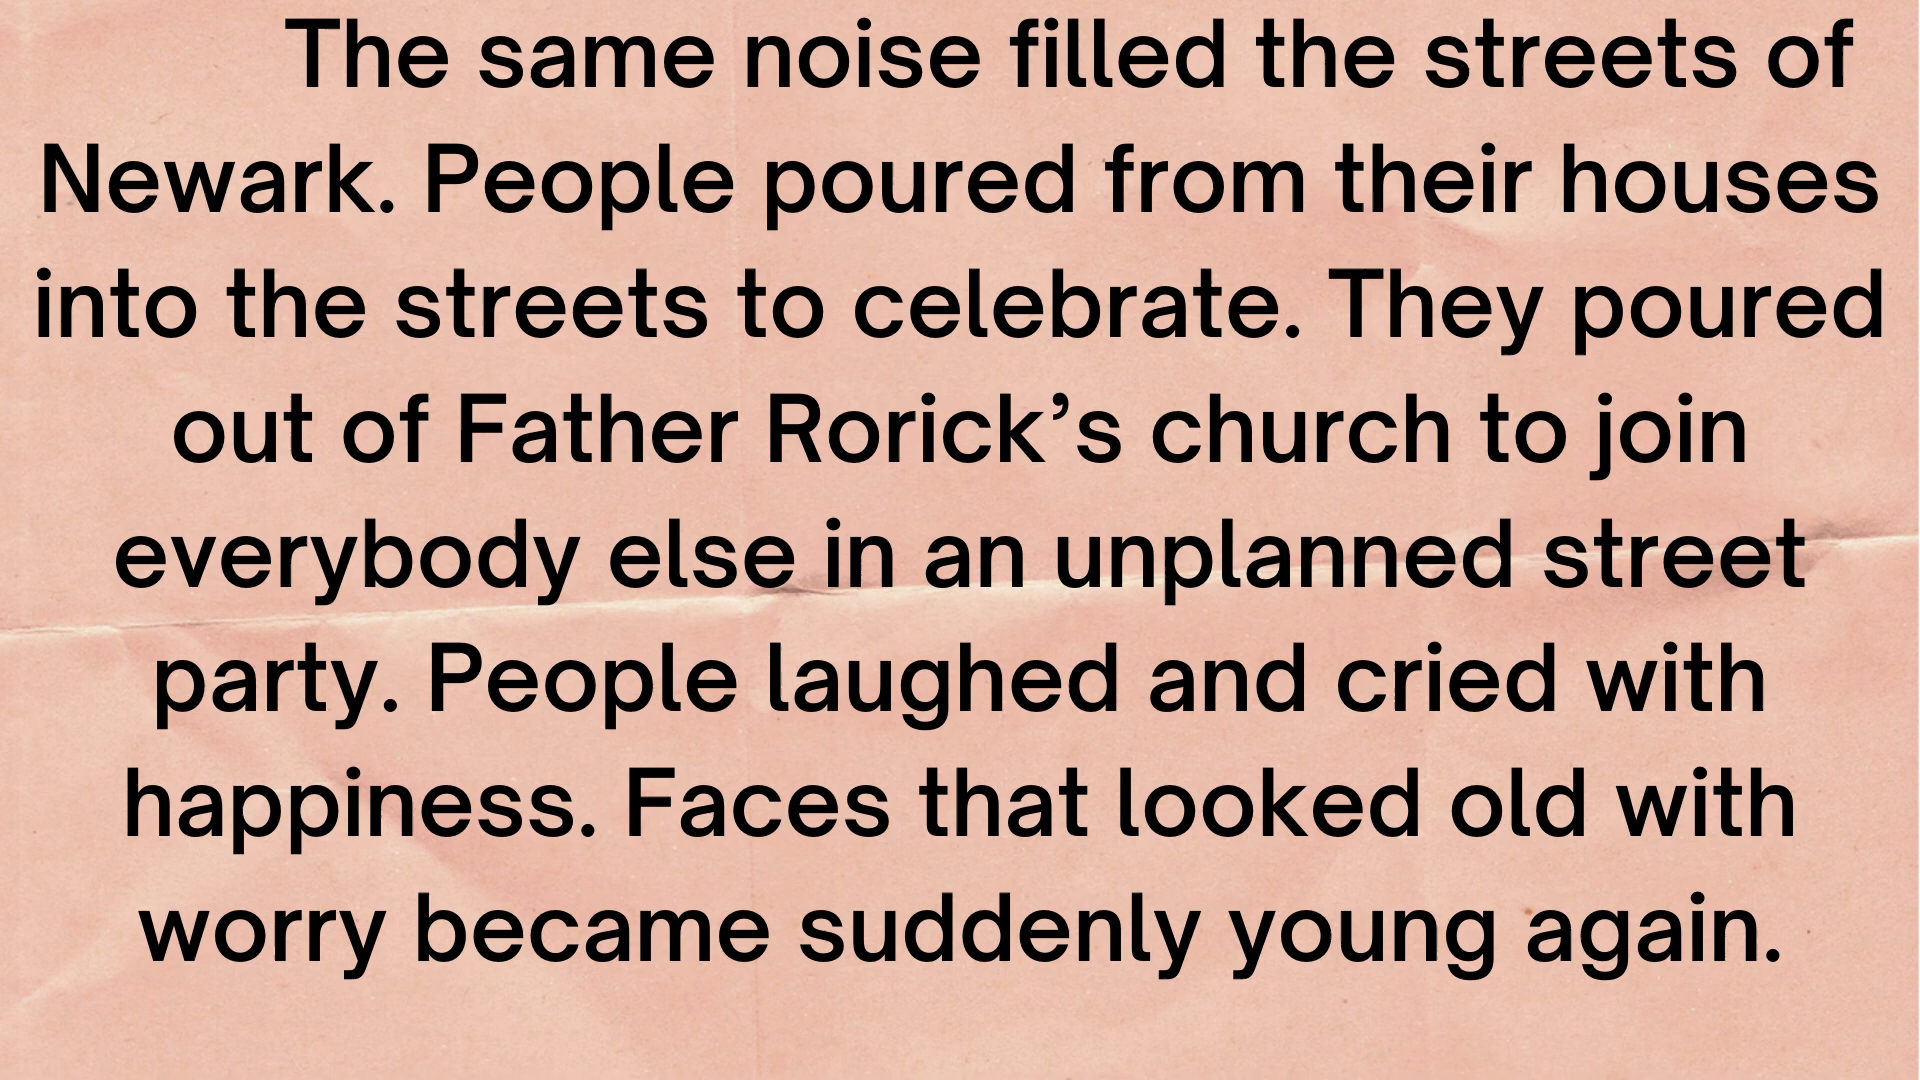 The same noise filled the streets of
Newark. People poured from their houses
into the streets to celebrate. They poured
out of Father Rorick’s church to join
everybody else in an unplanned street
party. People laughed and cried with
happiness. Faces that looked old with
worry became suddenly young again.